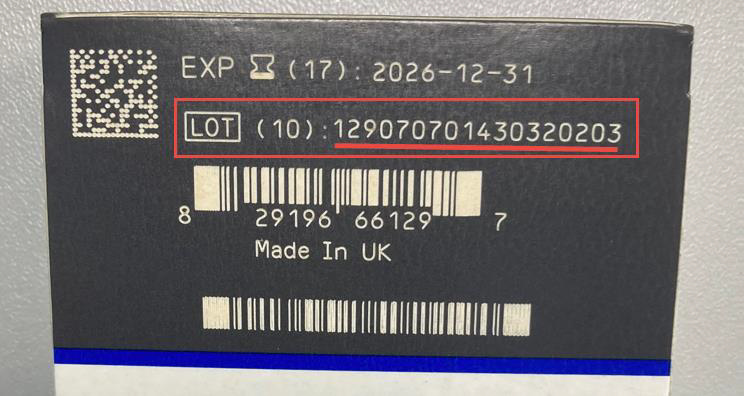 EXP (17): 2026-12-31
LOT (10): 129070701430320203
8 29196 66129 7
Made In UK